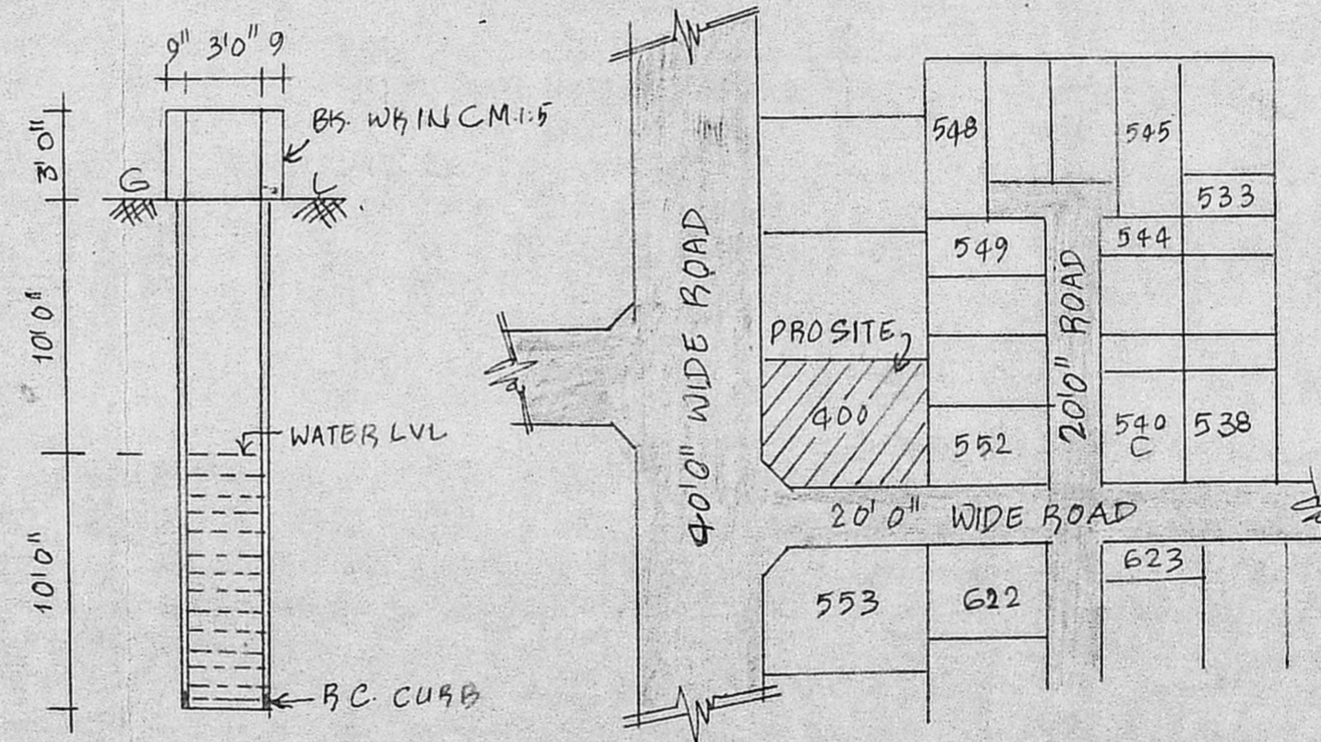 9" 3'0" 9
BK. WK IN C M.1:5
3'0"
G L
10'0"
WATER LVL
10'0"
R C. CURB
40'0" WIDE ROAD
PRO SITE
400
548
545
533
549
544
20'0" ROAD
552
540
C
538
20'0" WIDE ROAD
553
622
623